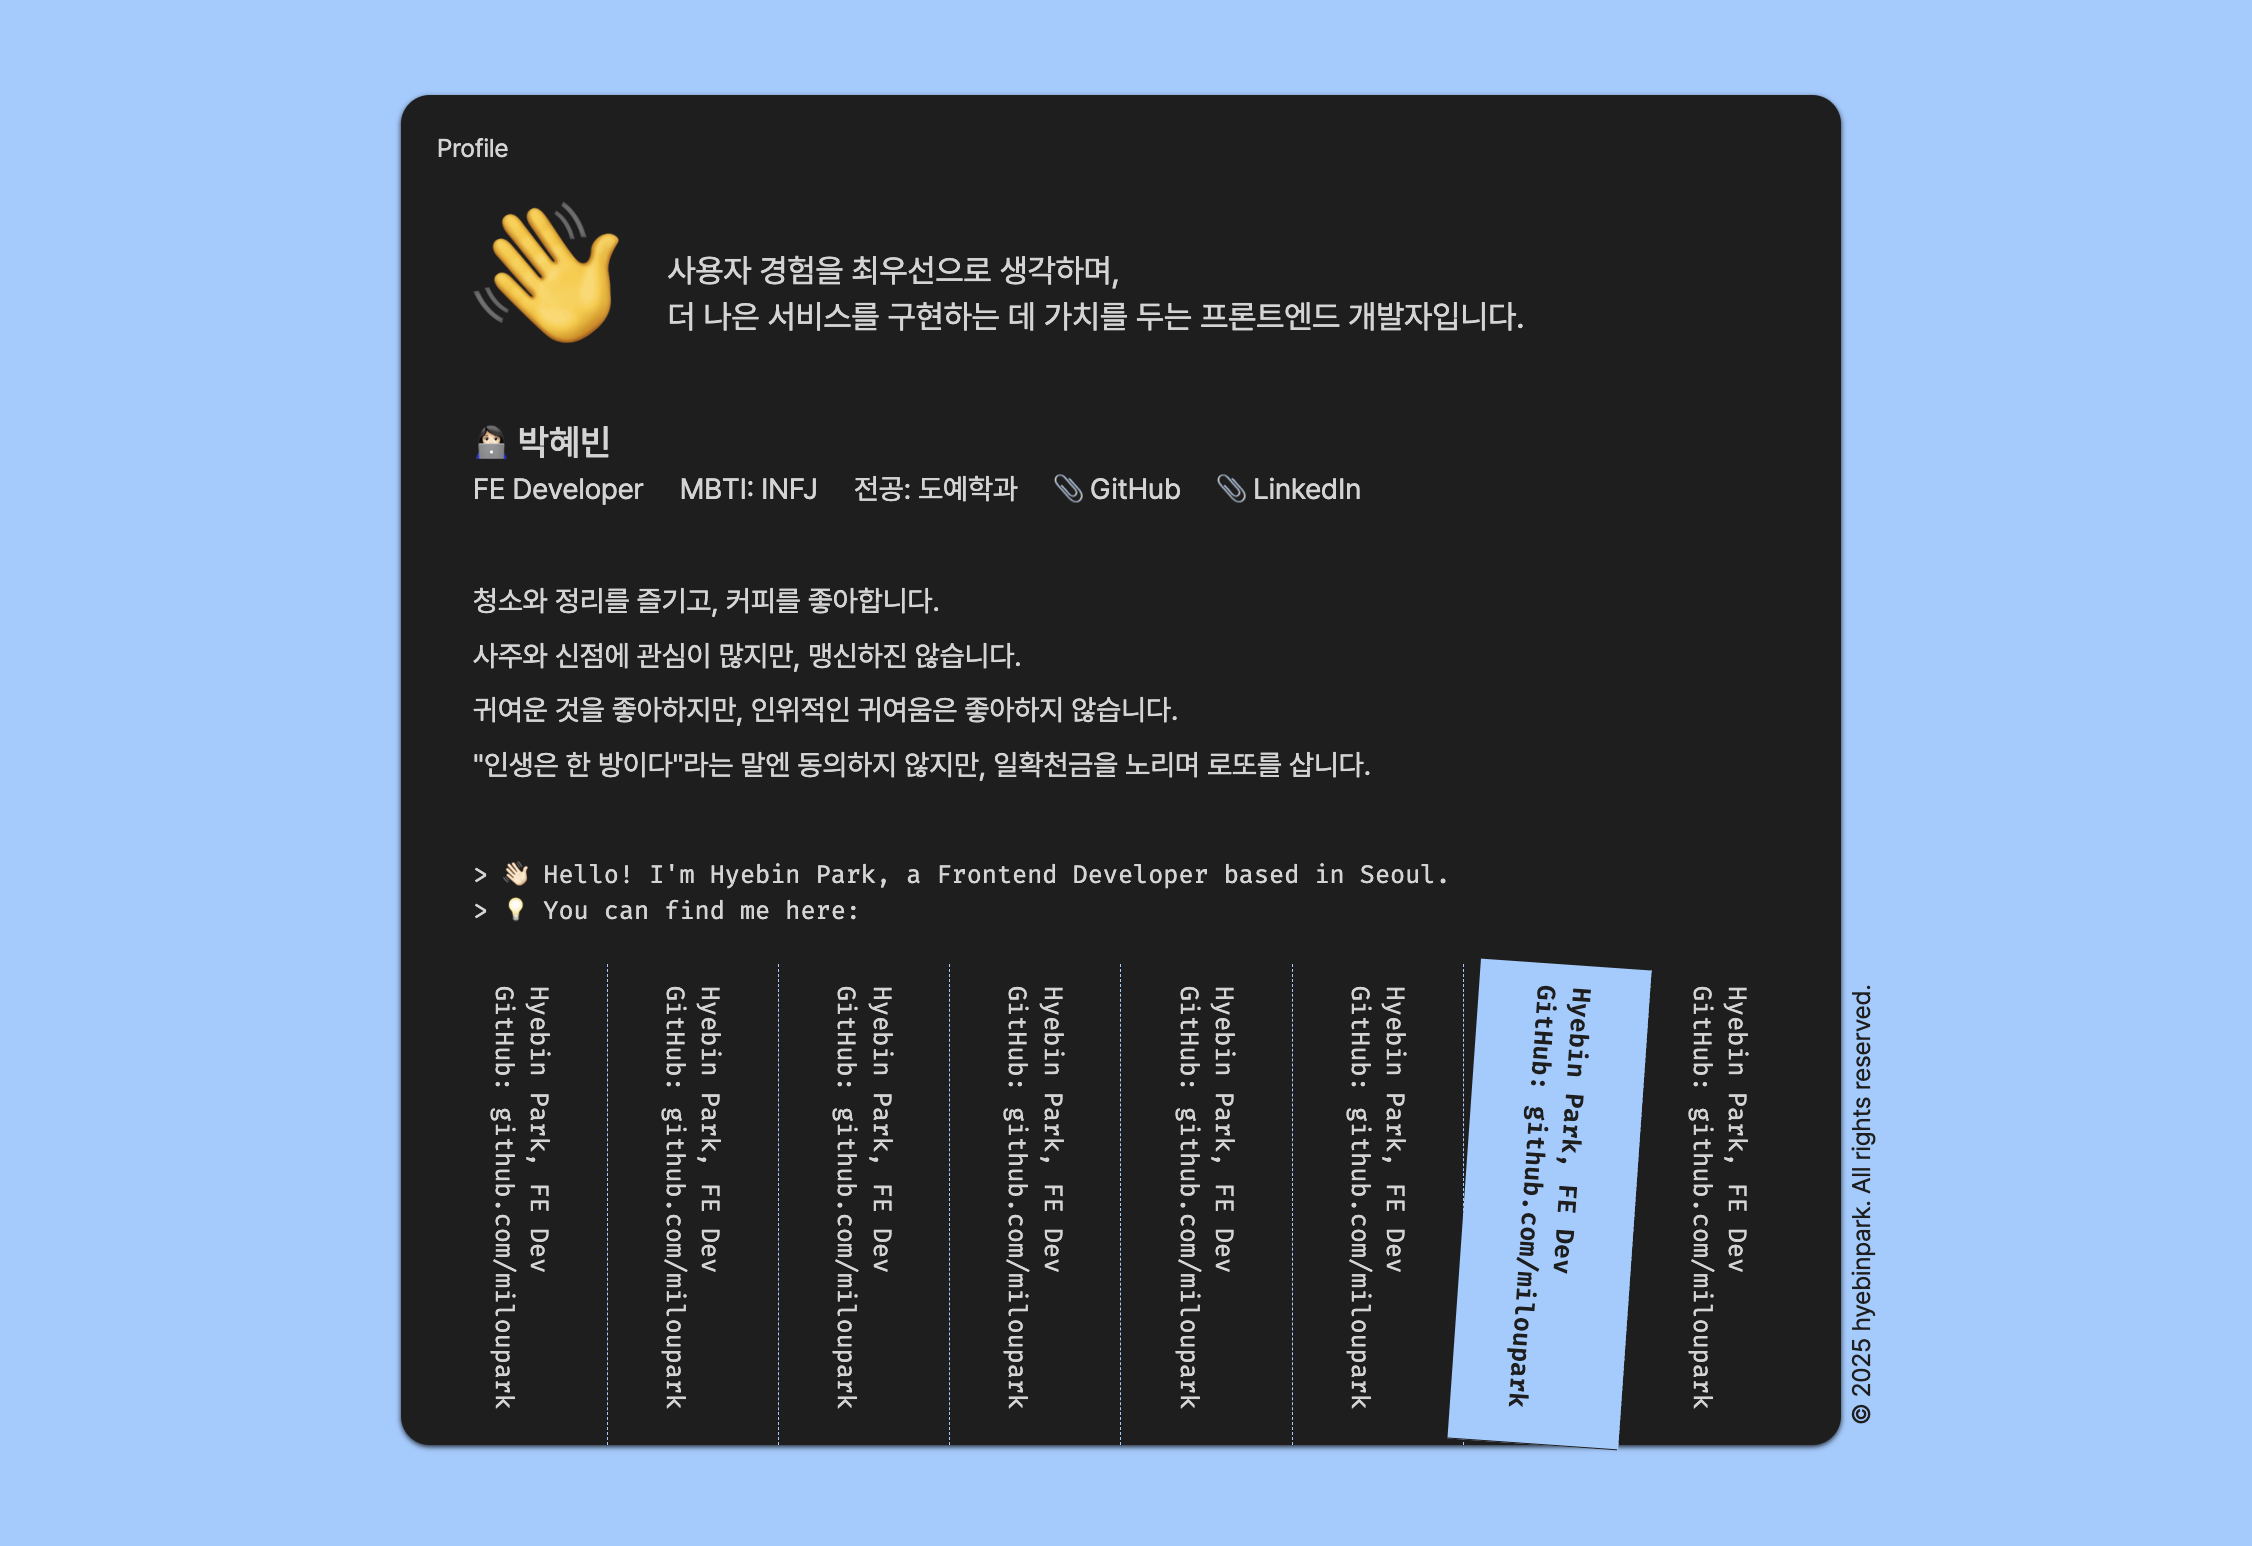 Profile
사용자 경험을 최우선으로 생각하며,
더 나은 서비스를 구현하는 데 가치를 두는 프론트엔드 개발자입니다.
박혜빈
FE Developer MBTI: INFJ 전공: 도예학과 GitHub LinkedIn
청소와 정리를 즐기고, 커피를 좋아합니다.
사주와 신점에 관심이 많지만, 맹신하진 않습니다.
귀여운 것을 좋아하지만, 인위적인 귀여움은 좋아하지 않습니다.
"인생은 한 방이다"라는 말엔 동의하지 않지만, 일확천금을 노리며 로또를 삽니다.
> 👋🏻 Hello! I'm Hyebin Park, a Frontend Developer based in Seoul.
> 💡 You can find me here:
Hyebin Park, FE Dev
GitHub: github.com/miloupark
Hyebin Park, FE Dev
GitHub: github.com/miloupark
Hyebin Park, FE Dev
GitHub: github.com/miloupark
Hyebin Park, FE Dev
GitHub: github.com/miloupark
Hyebin Park, FE Dev
GitHub: github.com/miloupark
Hyebin Park, FE Dev
GitHub: github.com/miloupark
Hyebin Park, FE Dev
GitHub: github.com/miloupark
Hyebin Park, FE Dev
GitHub: github.com/miloupark
© 2025 hyebinpark. All rights reserved.